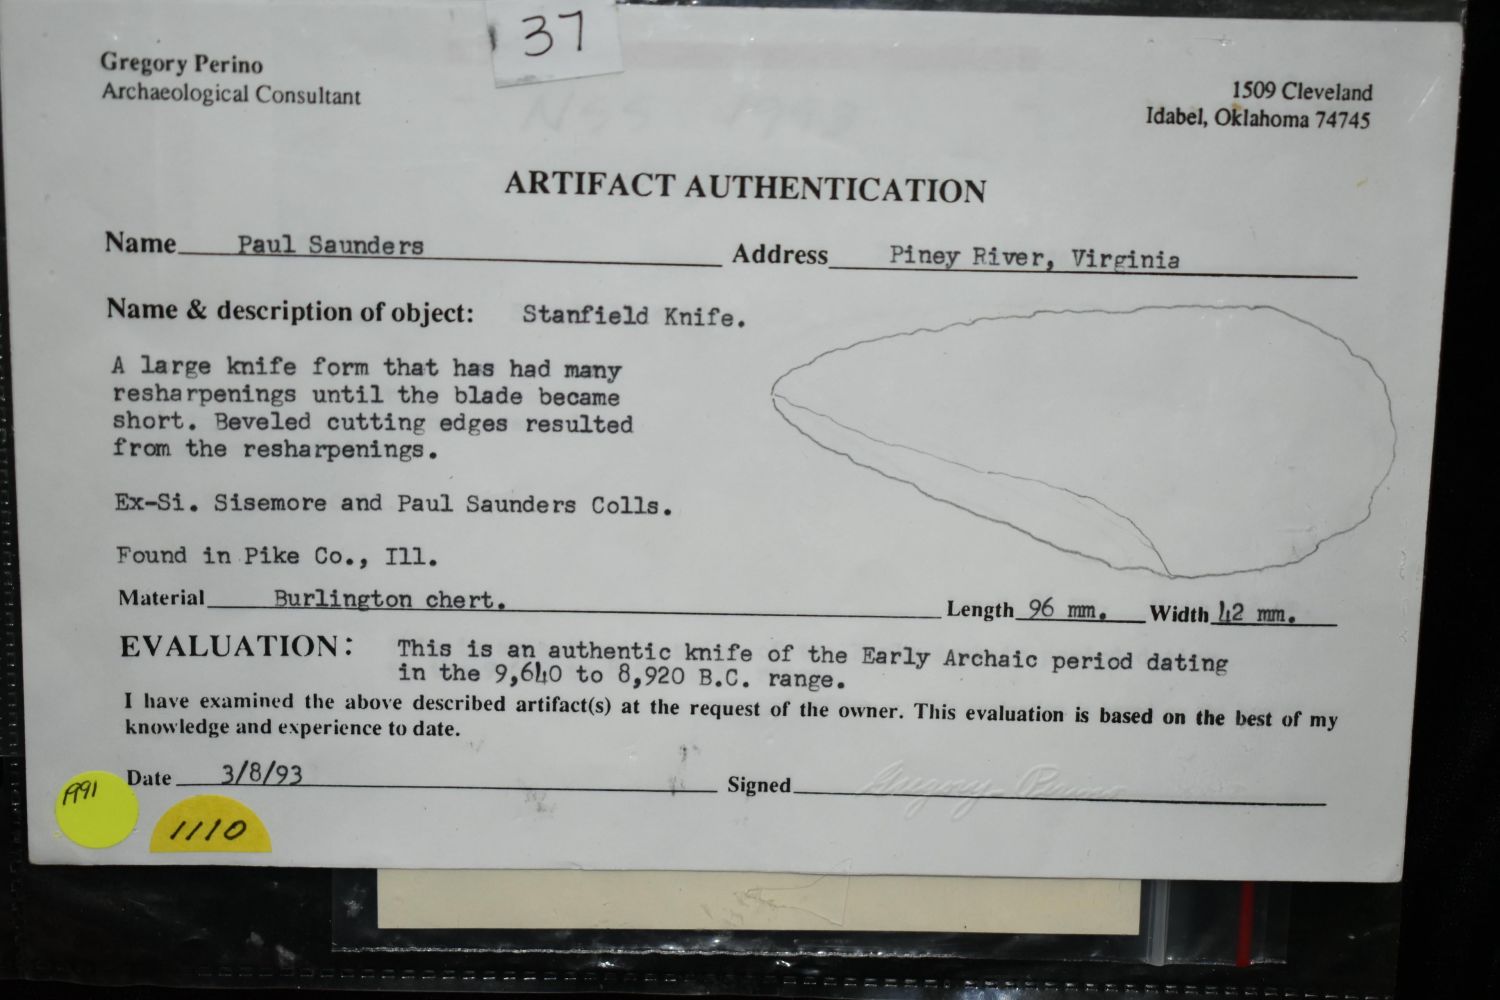 37
Gregory Perino
Archaeological Consultant
1509 Cleveland
Idabel, Oklahoma 74745
ARTIFACT AUTHENTICATION
Name Paul Saunders
Address Piney River, Virginia
Name & description of object: Stanfield Knife.
A large knife form that has had many
resharpenings until the blade became
short. Beveled cutting edges resulted
from the resharpenings.
Ex-Si. Sisemore and Paul Saunders Colls.
Found in Pike Co., Ill.
Material Burlington chert.
Length 96 mm. Width 42 mm.
EVALUATION: This is an authentic knife of the Early Archaic period dating
in the 9,640 to 8,920 B.C. range.
I have examined the above described artifact(s) at the request of the owner. This evaluation is based on the best of my
knowledge and experience to date.
Date 3/8/93
Signed Gregory Perino
1991
1110